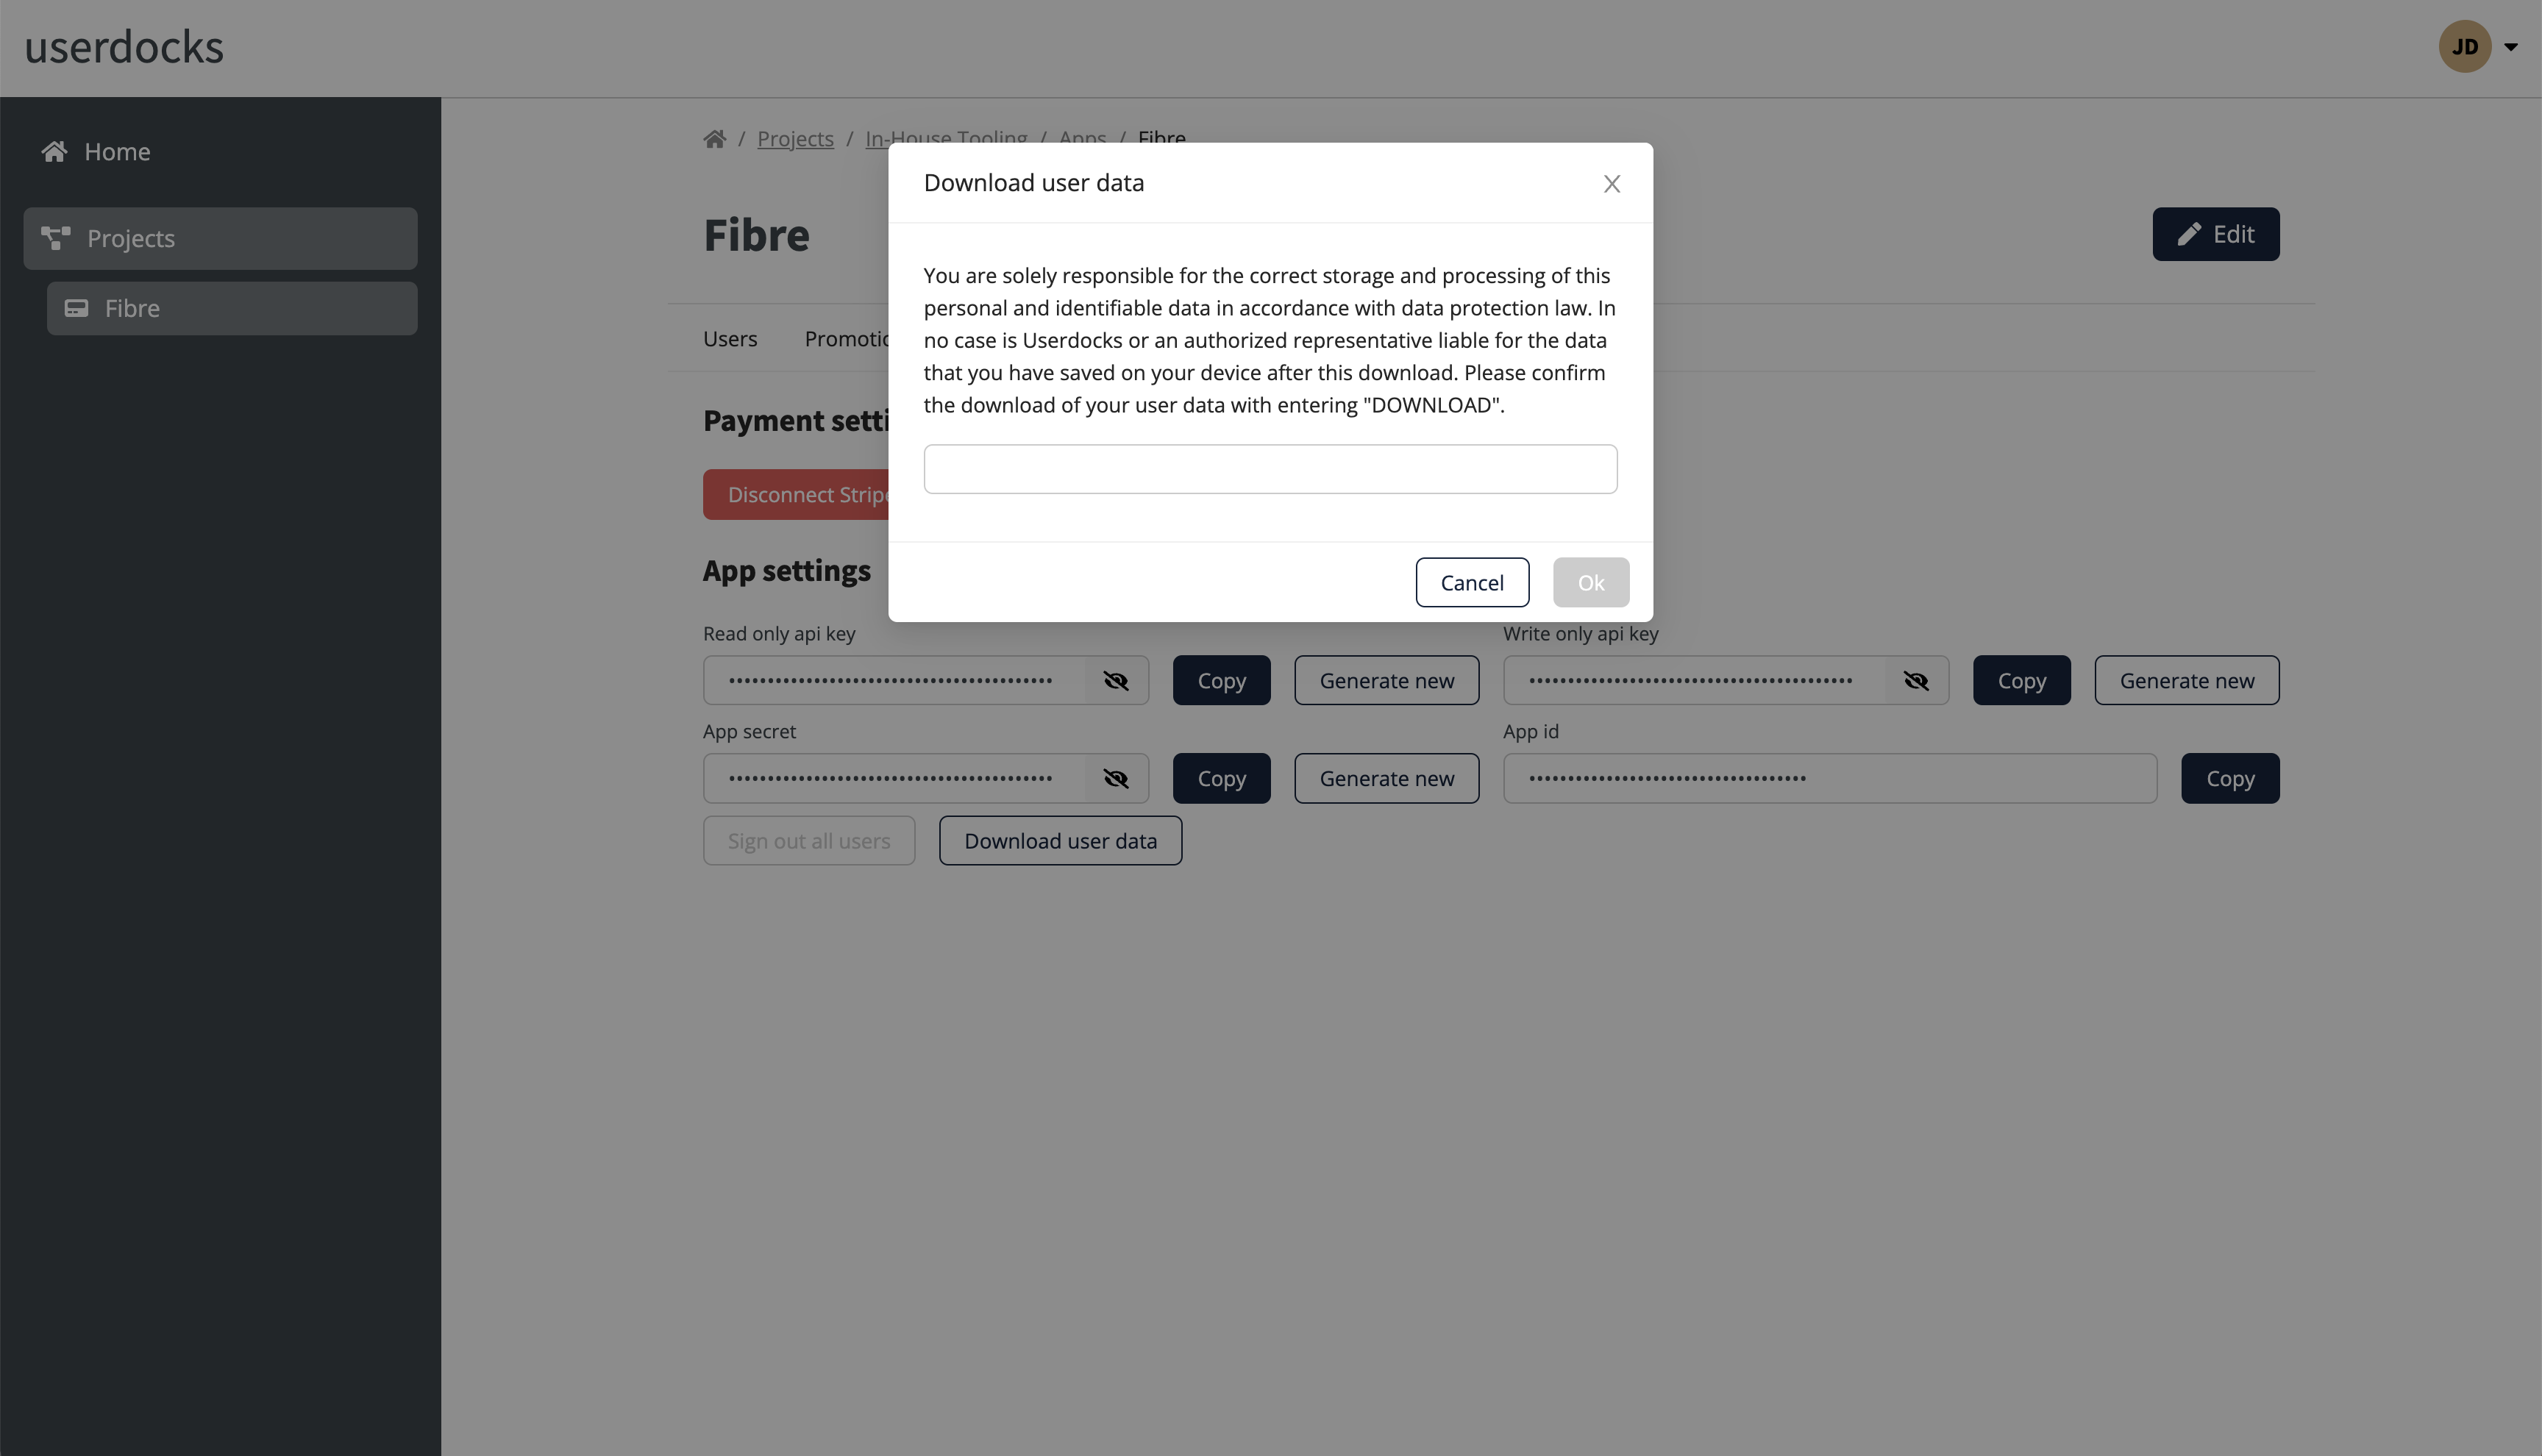 userdocks
JD
Home
Projects
Fibre
/ Projects / In-House Tooling / Apps / Fibre
Fibre
Edit
Users
Payment
Disconnect
Download user data
You are solely responsible for the correct storage and processing of this
personal and identifiable data in accordance with data protection law. In
no case is Userdocks or an authorized representative liable for the data
that you have saved on your device after this download. Please confirm
the download of your user data with entering "DOWNLOAD".
Cancel
Ok
App settings
Read only api key
Write only api key
Copy
Generate new
Copy
Generate new
App secret
App id
Copy
Generate new
Copy
Sign out all users
Download user data